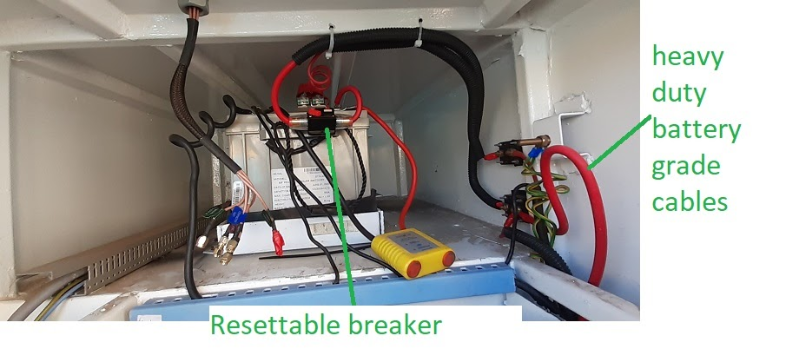 heavy
duty
battery
grade
cables
Resettable breaker